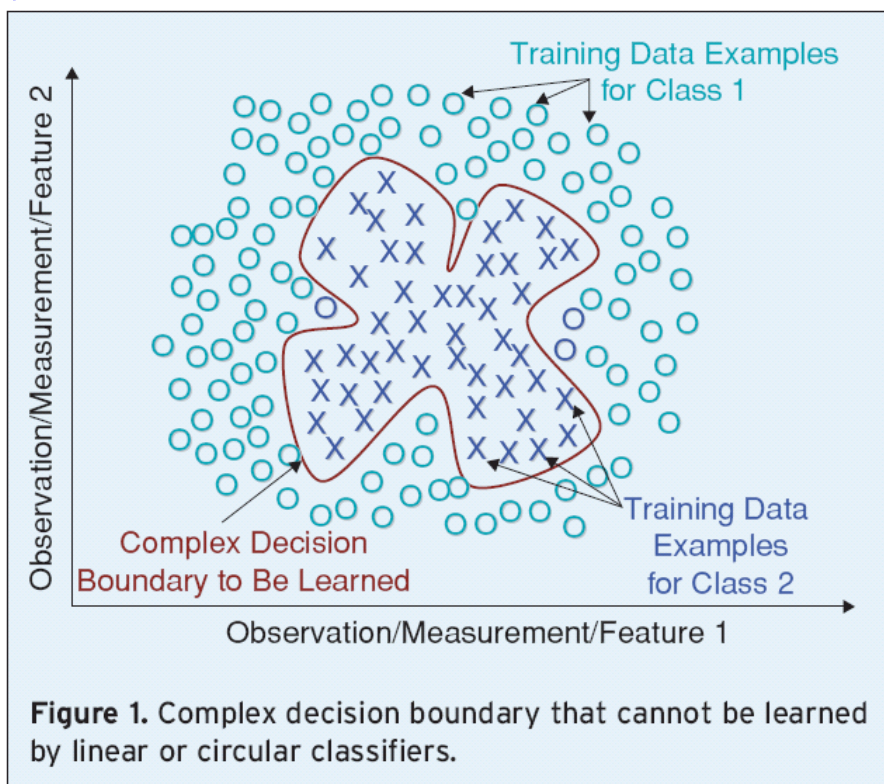 Training Data Examples
for Class 1
Observation/Measurement/Feature 2
Complex Decision
Boundary to Be Learned
Training Data
Examples
for Class 2
Observation/Measurement/Feature 1
Figure 1. Complex decision boundary that cannot be learned
by linear or circular classifiers.